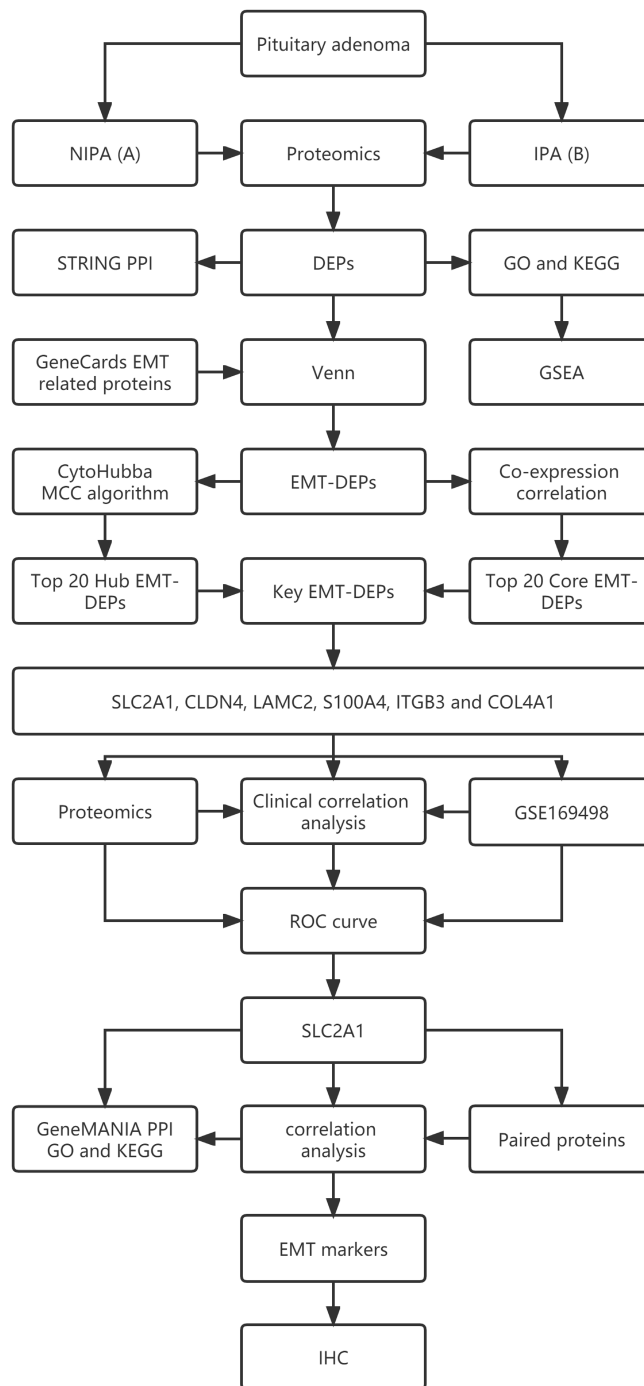 Pituitary adenoma
NIPA (A)
Proteomics
IPA (B)
STRING PPI
DEPs
GO and KEGG
GeneCards EMT
related proteins
Venn
GSEA
CytoHubba
MCC algorithm
EMT-DEPs
Co-expression
correlation
Top 20 Hub EMT-
DEPs
Key EMT-DEPs
Top 20 Core EMT-
DEPs
SLC2A1, CLDN4, LAMC2, S100A4, ITGB3 and COL4A1
Proteomics
Clinical correlation
analysis
GSE169498
ROC curve
SLC2A1
GeneMANIA PPI
GO and KEGG
correlation
analysis
Paired proteins
EMT markers
IHC